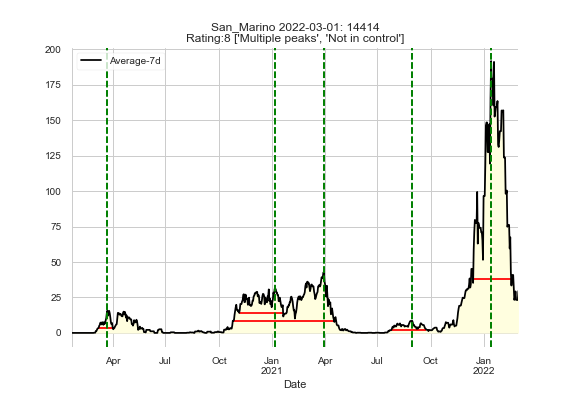 San_Marino 2022-03-01: 14414
Rating:8 ['Multiple peaks', 'Not in control']
Average-7d
200
175
150
125
100
75
50
25
0
Apr Jul Oct Jan Apr Jul Oct Jan
2021 2022
Date